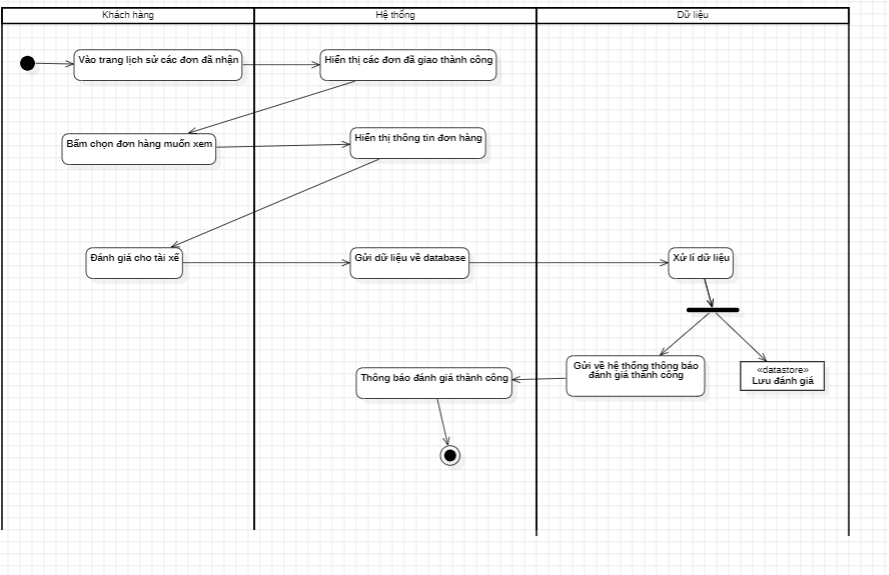 Khách hàng
Hệ thống
Dữ liệu
Vào trang lịch sử các đơn đã nhận
Hiển thị các đơn đã giao thành công
Bấm chọn đơn hàng muốn xem
Hiển thị thông tin đơn hàng
Đánh giá cho tài xế
Gửi dữ liệu về database
Xử lí dữ liệu
Gửi về hệ thống thông báo
đánh giá thành công
Thông báo đánh giá thành công
«datastore»
Lưu đánh giá